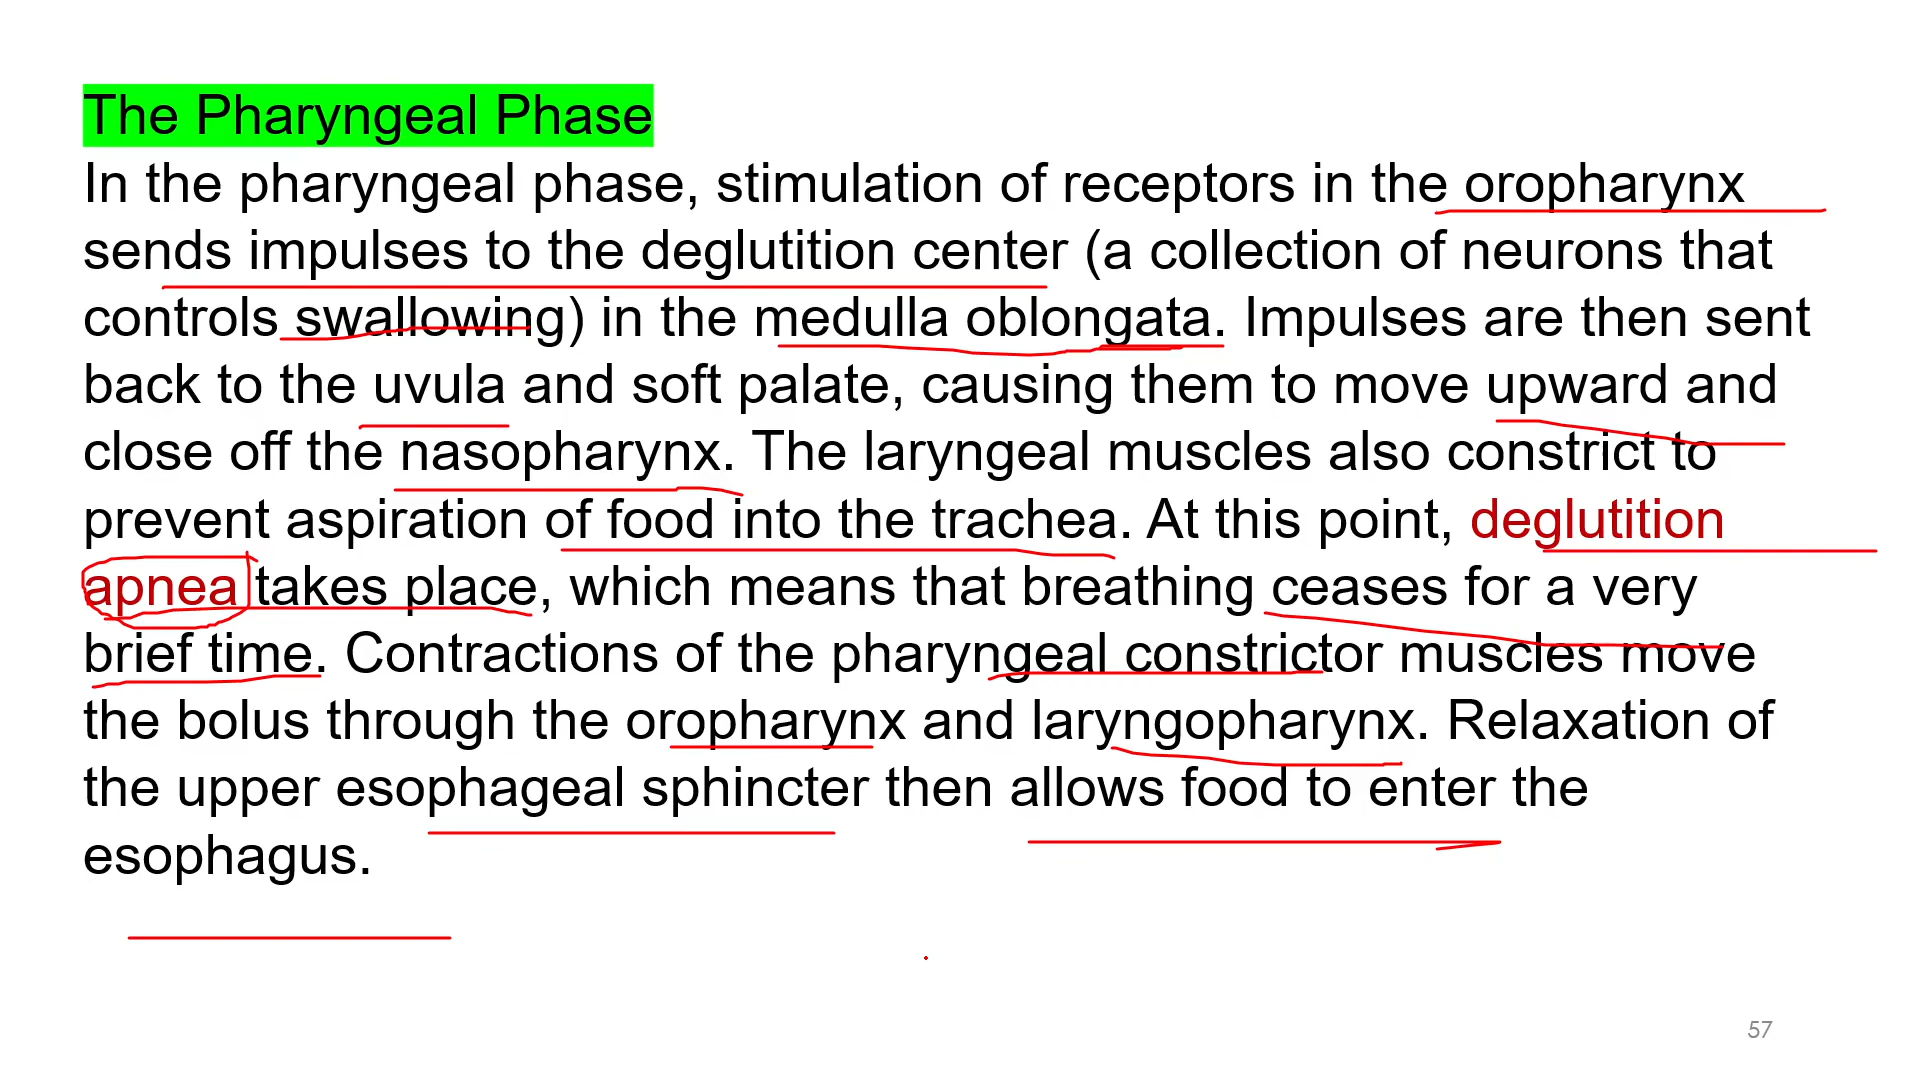 The Pharyngeal Phase
In the pharyngeal phase, stimulation of receptors in the oropharynx
sends impulses to the deglutition center (a collection of neurons that
controls swallowing) in the medulla oblongata. Impulses are then sent
back to the uvula and soft palate, causing them to move upward and
close off the nasopharynx. The laryngeal muscles also constrict to
prevent aspiration of food into the trachea. At this point, deglutition
apnea takes place, which means that breathing ceases for a very
brief time. Contractions of the pharyngeal constrictor muscles move
the bolus through the oropharynx and laryngopharynx. Relaxation of
the upper esophageal sphincter then allows food to enter the
esophagus.
57